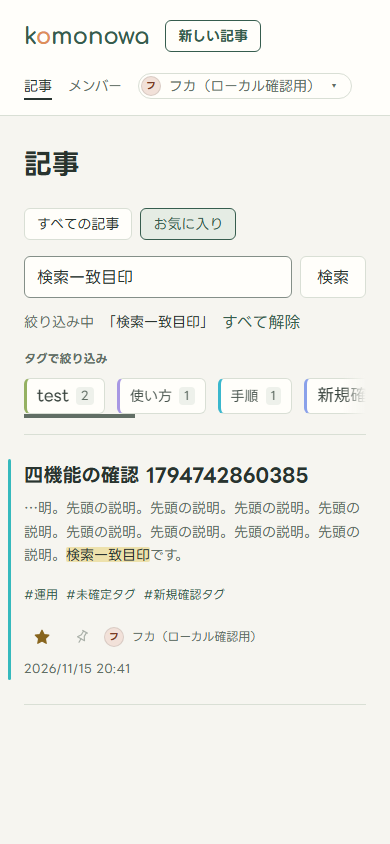 komonowa 新しい記事
記事 メンバー フ フカ（ローカル確認用）
記事
すべての記事 お気に入り
検索一致目印 検索
絞り込み中 「検索一致目印」 すべて解除
タグで絞り込み
test 2 使い方 1 手順 1 新規確
四機能の確認 1794742860385
…明。先頭の説明。先頭の説明。先頭の説明。先頭の
説明。先頭の説明。先頭の説明。先頭の説明。先頭の
説明。検索一致目印です。
#運用 #未確定タグ #新規確認タグ
フ フカ（ローカル確認用）
2026/11/15 20:41